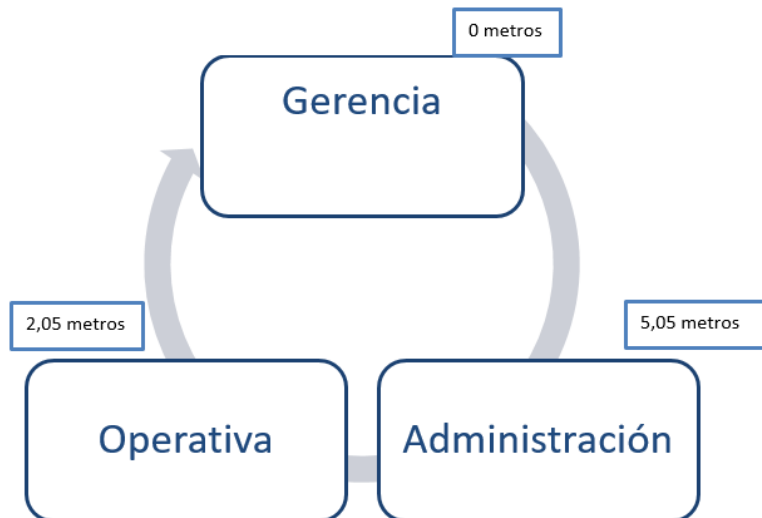 0 metros
Gerencia
2,05 metros
5,05 metros
Operativa
Administración